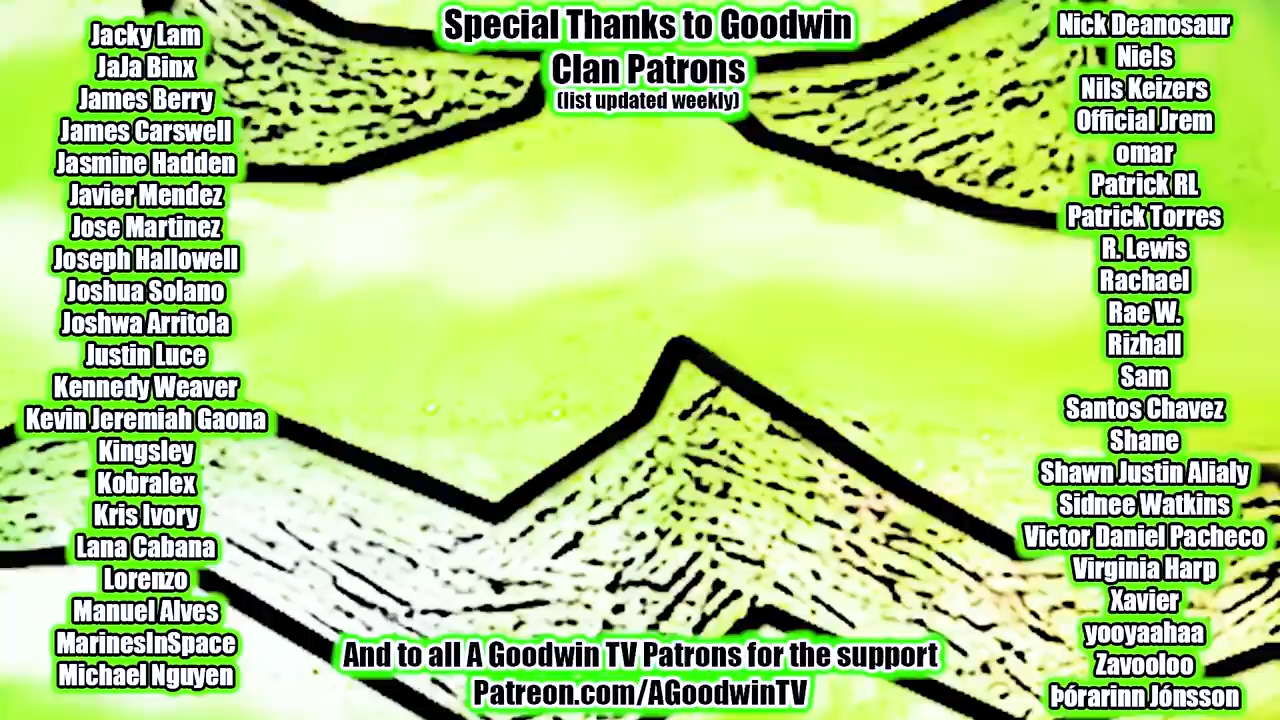 Special Thanks to Goodwin
Clan Patrons
(list updated weekly)
Jacky Lam
JaJa Binx
James Berry
James Carswell
Jasmine Hadden
Javier Mendez
Jose Martinez
Joseph Hallowell
Joshua Solano
Joshwa Arritola
Justin Luce
Kennedy Weaver
Kevin Jeremiah Gaona
Kingsley
Kobralex
Kris Ivory
Lana Cabana
Lorenzo
Manuel Alves
MarinesInSpace
Michael Nguyen
Nick Deanosaur
Niels
Nils Keizers
Official Jrem
omar
Patrick RL
Patrick Torres
R. Lewis
Rachael
Rae W.
Rizhall
Sam
Santos Chavez
Shane
Shawn Justin Alialy
Sidnee Watkins
Victor Daniel Pacheco
Virginia Harp
Xavier
yooyaahaa
Zavooloo
Þórarinn Jónsson
And to all A Goodwin TV Patrons for the support
Patreon.com/AGoodwinTV